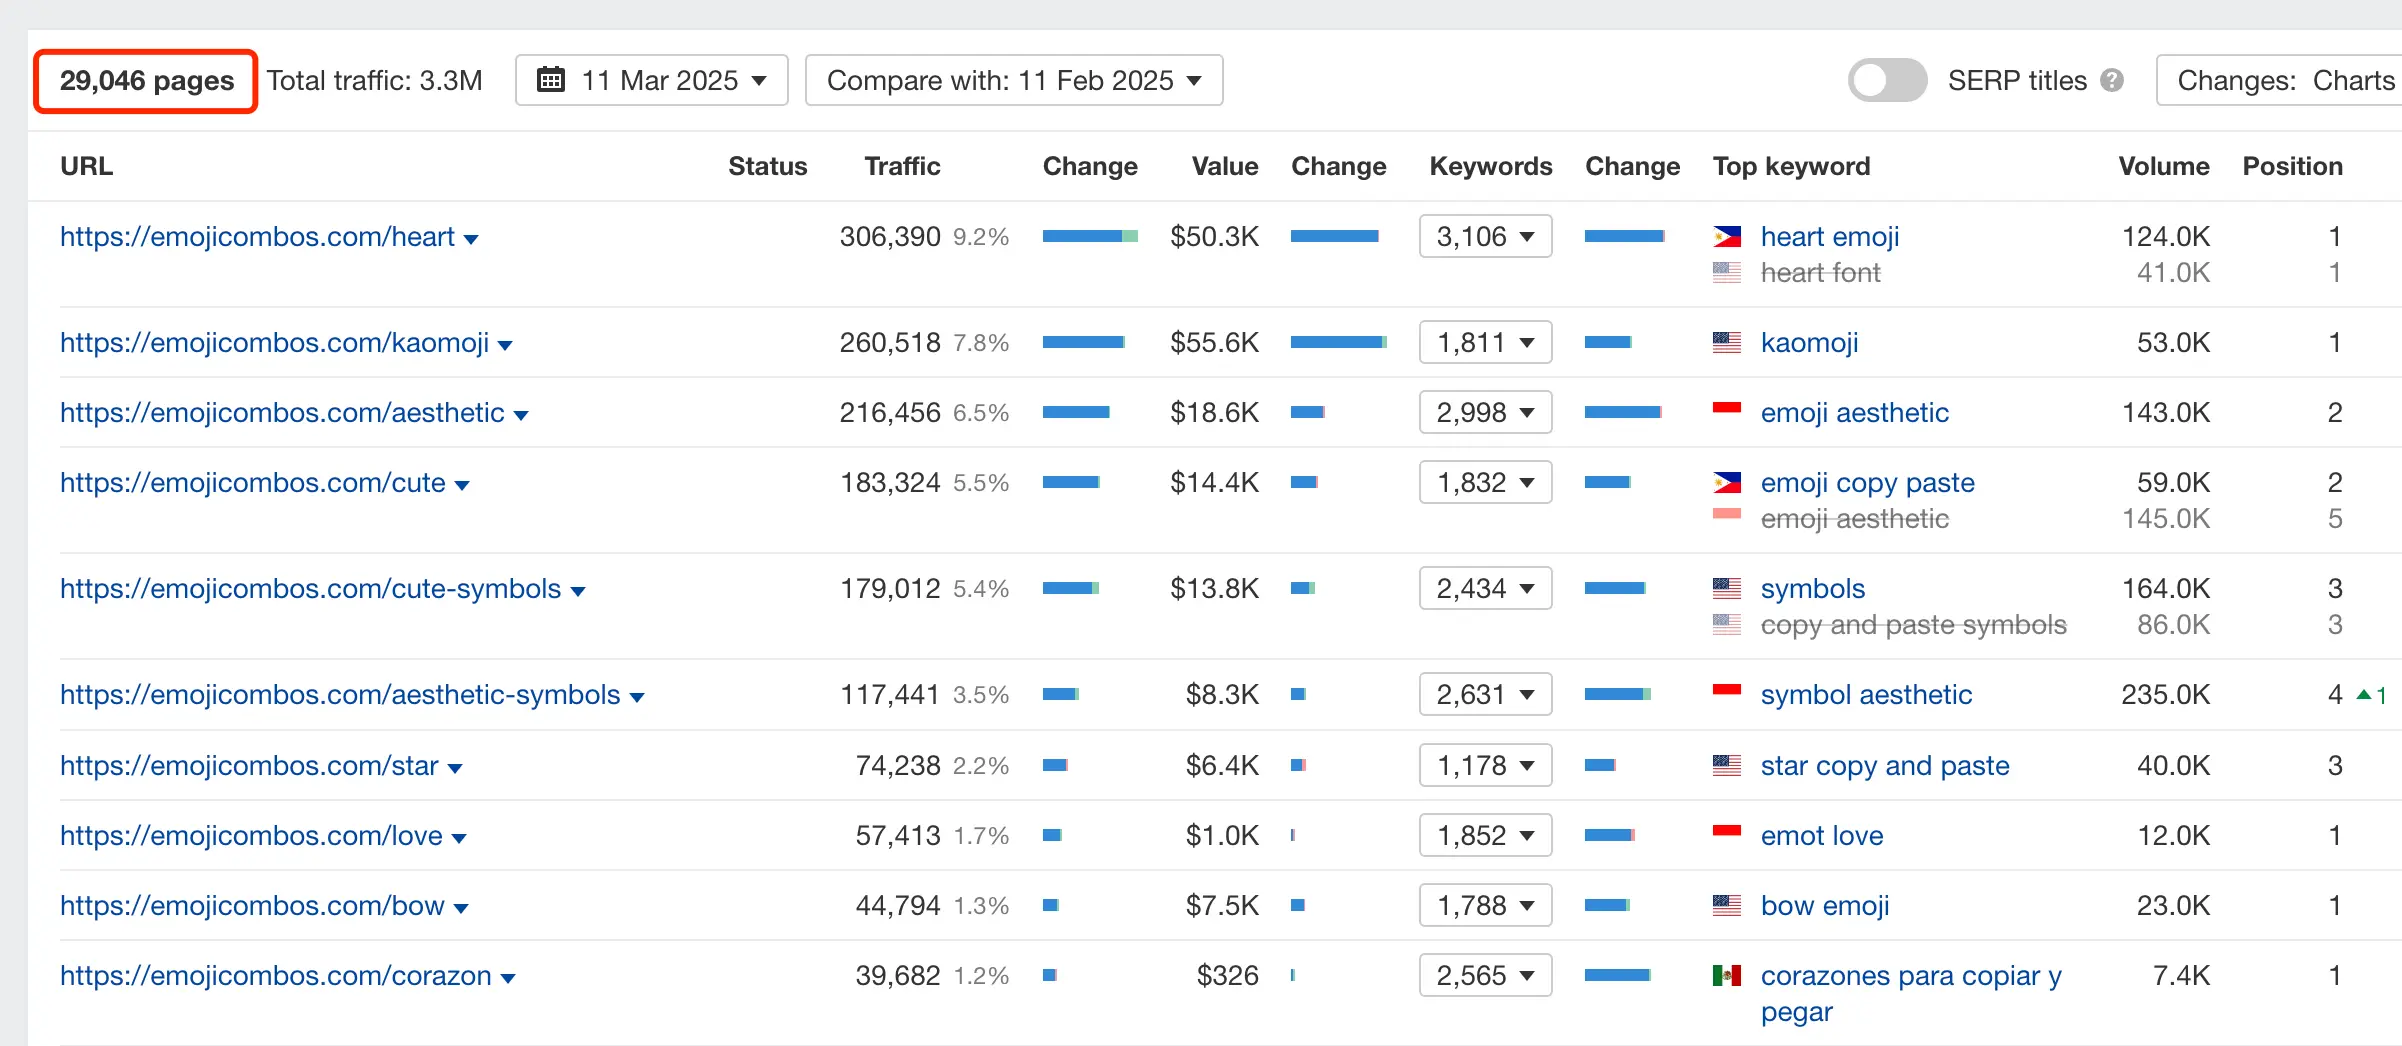 29,046 pages Total traffic: 3.3M 11 Mar 2025 Compare with: 11 Feb 2025 SERP titles ? Changes: Charts
URL Status Traffic Change Value Change Keywords Change Top keyword Volume Position
https://emojicombos.com/heart 306,390 9.2% $50.3K 3,106 heart emoji 124.0K 1
heart font 41.0K 1
https://emojicombos.com/kaomoji 260,518 7.8% $55.6K 1,811 kaomoji 53.0K 1
https://emojicombos.com/aesthetic 216,456 6.5% $18.6K 2,998 emoji aesthetic 143.0K 2
https://emojicombos.com/cute 183,324 5.5% $14.4K 1,832 emoji copy paste 59.0K 2
emoji aesthetic 145.0K 5
https://emojicombos.com/cute-symbols 179,012 5.4% $13.8K 2,434 symbols 164.0K 3
copy and paste symbols 86.0K 3
https://emojicombos.com/aesthetic-symbols 117,441 3.5% $8.3K 2,631 symbol aesthetic 235.0K 4 1
https://emojicombos.com/star 74,238 2.2% $6.4K 1,178 star copy and paste 40.0K 3
https://emojicombos.com/love 57,413 1.7% $1.0K 1,852 emot love 12.0K 1
https://emojicombos.com/bow 44,794 1.3% $7.5K 1,788 bow emoji 23.0K 1
https://emojicombos.com/corazon 39,682 1.2% $326 2,565 corazones para copiar y 7.4K 1
pegar